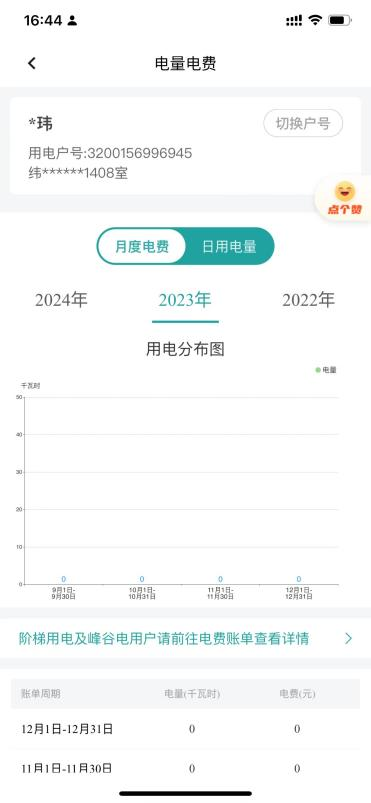 16:44
电量电费
*玮
切换户号
用电户号:3200156996945
纬******1408室
点个赞
月度电费
日用电量
2024年
2023年
2022年
用电分布图
电量
千瓦时
50
40
30
20
10
0
0
0
0
0
9月1日-
9月30日
10月1日-
10月31日
11月1日-
11月30日
12月1日-
12月31日
阶梯用电及峰谷电用户请前往电费账单查看详情
账单周期 电量(千瓦时) 电费(元)
12月1日-12月31日 0 0
11月1日-11月30日 0 0